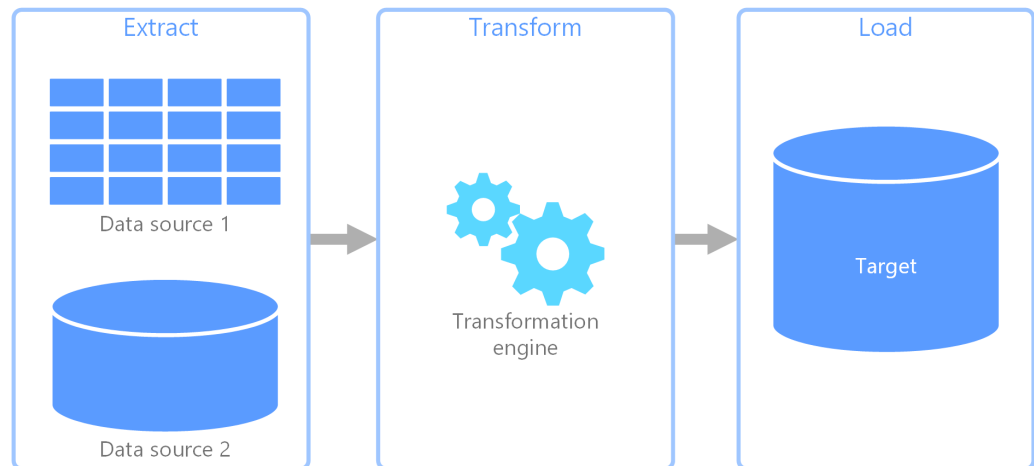 Extract
Transform
Load
Data source 1
Target
Transformation
engine
Data source 2